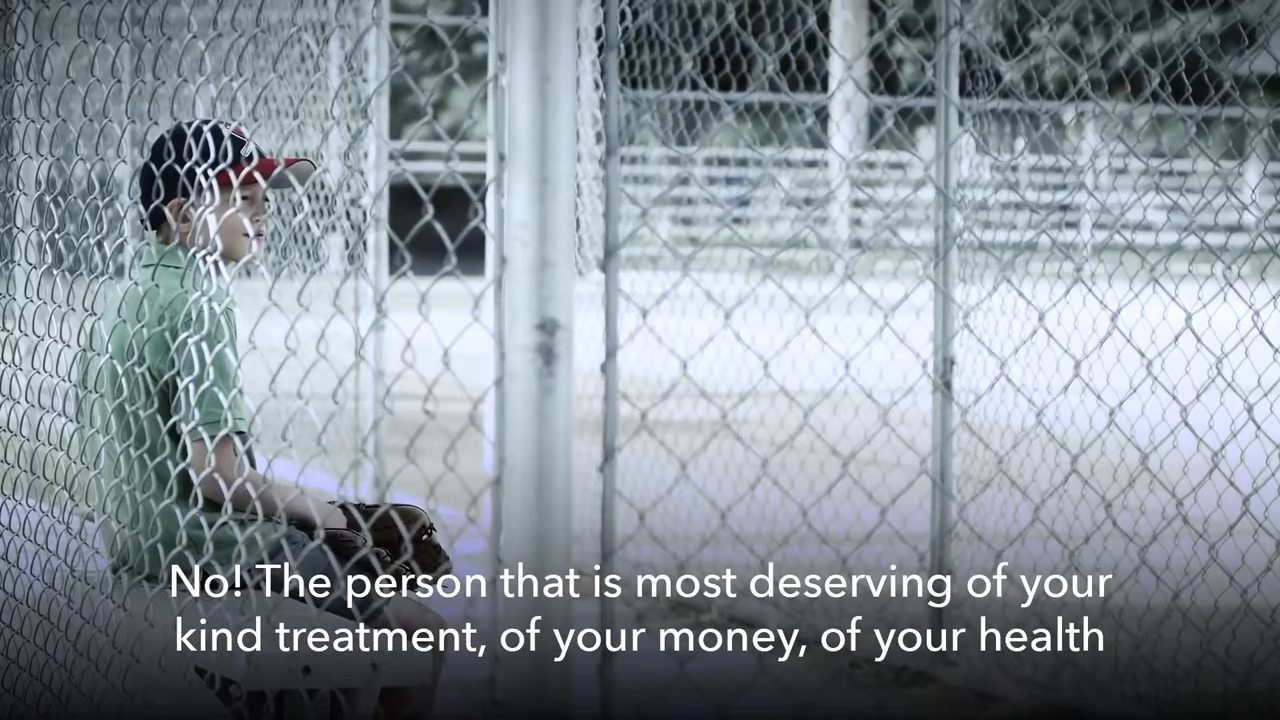 No! The person that is most deserving of your
kind treatment, of your money, of your health